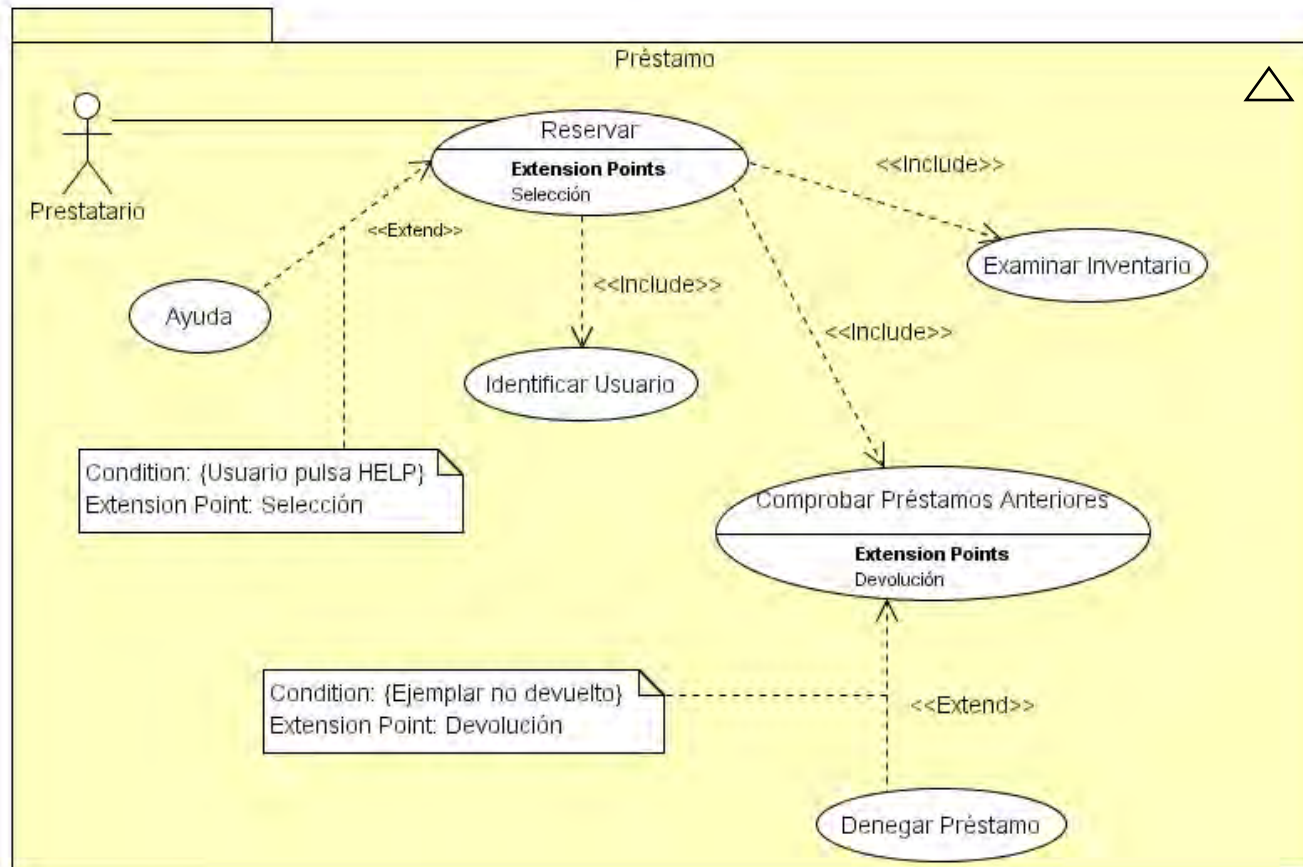 Préstamo
Reservar
Extension Points
Selección
<<Include>>
Prestatario
<<Extend>>
Examinar Inventario
<<Include>>
Ayuda
<<Include>>
Identificar Usuario
Condition: {Usuario pulsa HELP}
Extension Point: Selección
Comprobar Préstamos Anteriores
Extension Points
Devolución
Condition: {Ejemplar no devuelto}
Extension Point: Devolución
<<Extend>>
Denegar Préstamo